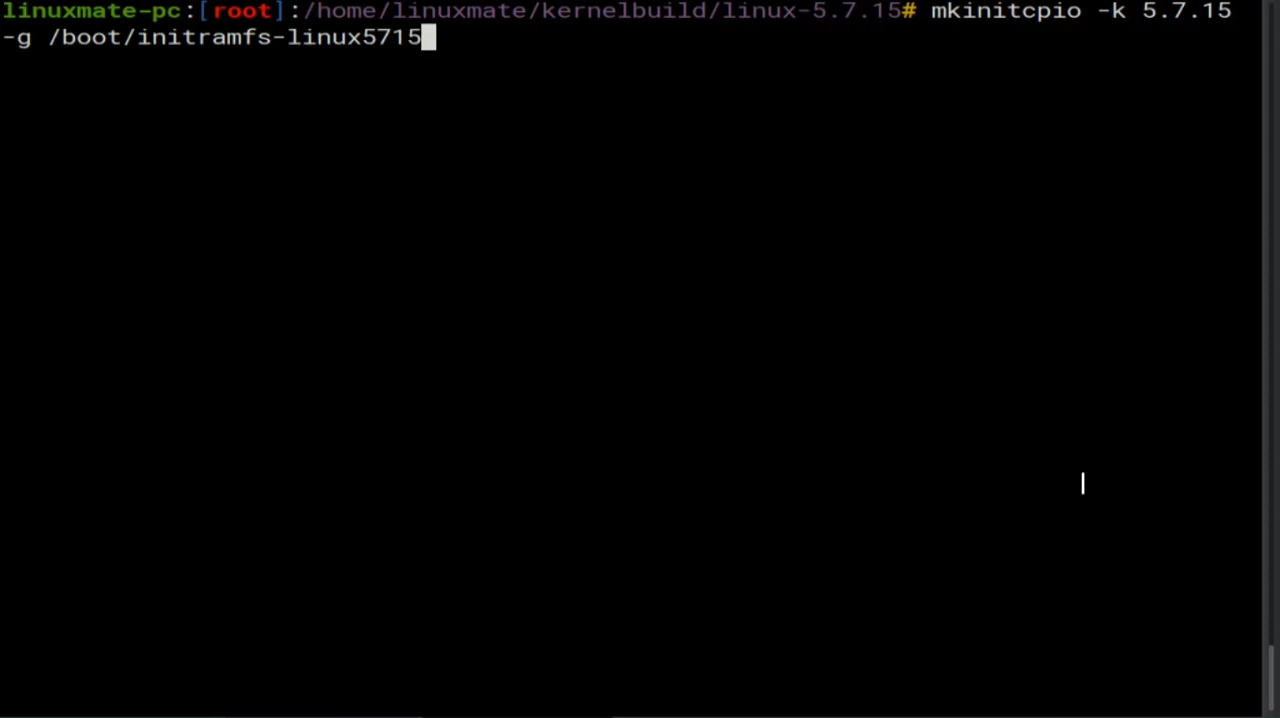 linuxmate-pc:[root]:/home/linuxmate/kernelbuild/linux-5.7.15# mkinitcpio -k 5.7.15
-g /boot/initramfs-linux5715